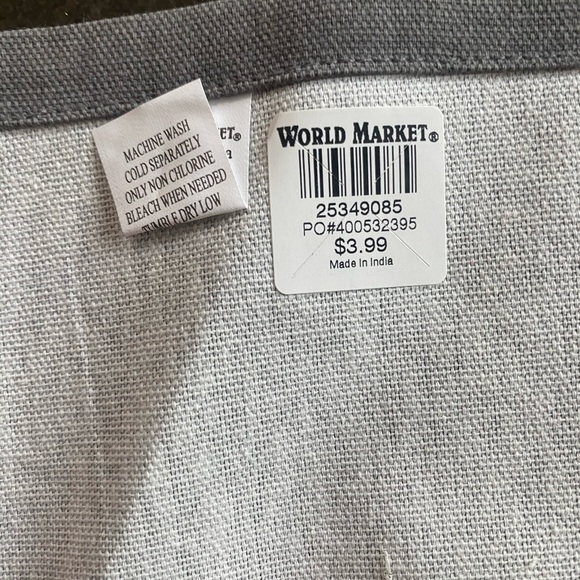 MACHINE WASH
COLD SEPARATELY
ONLY NON CHLORINE
BLEACH WHEN NEEDED
TUMBLE DRY LOW
WORLD MARKET®
25349085
PO#400532395
$3.99
Made in India